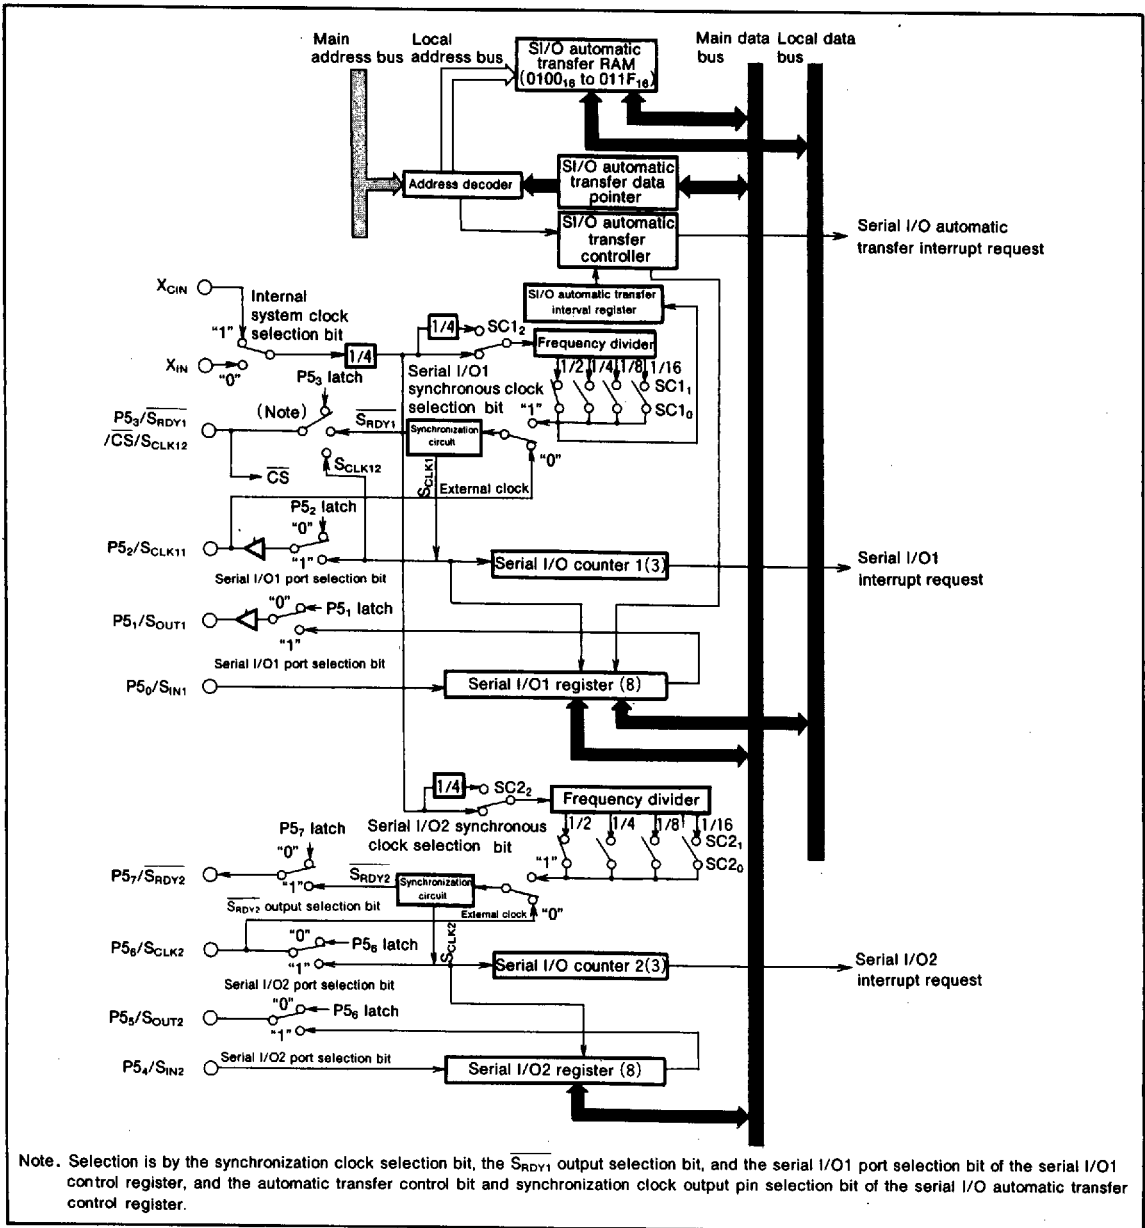 Main
address bus
Local
address bus
SI/O automatic
transfer RAM
(0100₁₆ to 011F₁₆)
Main data
bus
Local data
bus
Address decoder
SI/O automatic
transfer data
pointer
SI/O automatic
transfer
controller
Serial I/O automatic
transfer interrupt request
X_CIN
Internal
system clock
selection bit
SI/O automatic transfer
interval register
"1"
1/4
SC1₂
Frequency divider
1/4
X_IN
"0"
Serial I/O1
synchronous clock
selection bit
1/2
1/4
1/8
1/16
SC1₁
SC1₀
P5₃ latch
"1"
P5₃/S̅R̅D̅Y̅1̅
/C̅S̅/S_CLK12
(Note)
S̅R̅D̅Y̅1̅
Synchronization
circuit
"0"
S_CLK12
C̅S̅
S_CLK1
External clock
P5₂ latch
"0"
P5₂/S_CLK11
"1"
Serial I/O1 port selection bit
Serial I/O counter 1(3)
Serial I/O1
interrupt request
"0"
P5₁ latch
P5₁/S_OUT1
"1"
Serial I/O1 port selection bit
P5₀/S_IN1
Serial I/O1 register (8)
1/4
SC2₂
Frequency divider
Serial I/O2 synchronous
clock selection bit
1/2
1/4
1/8
1/16
SC2₁
SC2₀
P5₇ latch
"0"
"1"
P5₇/S̅R̅D̅Y̅2̅
"1"
S̅R̅D̅Y̅2̅
Synchronization
circuit
S̅R̅D̅Y̅2̅ output selection bit
External clock
"0"
S_CLK2
P5₆/S_CLK2
"0"
P5₆ latch
"1"
Serial I/O2 port selection bit
Serial I/O counter 2(3)
Serial I/O2
interrupt request
"0"
P5₆ latch
P5₅/S_OUT2
"1"
Serial I/O2 port selection bit
P5₄/S_IN2
Serial I/O2 register (8)
Note. Selection is by the synchronization clock selection bit, the S̅R̅D̅Y̅1̅ output selection bit, and the serial I/O1 port selection bit of the serial I/O1
control register, and the automatic transfer control bit and synchronization clock output pin selection bit of the serial I/O automatic transfer
control register.